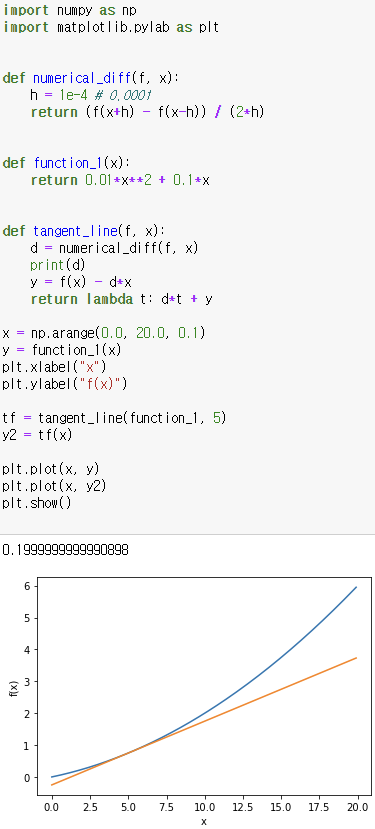 import numpy as np
import matplotlib.pylab as plt
def numerical_diff(f, x):
    h = 1e-4 # 0.0001
    return (f(x+h) - f(x-h)) / (2*h)
def function_1(x):
    return 0.01*x**2 + 0.1*x
def tangent_line(f, x):
    d = numerical_diff(f, x)
    print(d)
    y = f(x) - d*x
    return lambda t: d*t + y
x = np.arange(0.0, 20.0, 0.1)
y = function_1(x)
plt.xlabel("x")
plt.ylabel("f(x)")
tf = tangent_line(function_1, 5)
y2 = tf(x)
plt.plot(x, y)
plt.plot(x, y2)
plt.show()
0.1999999999990898
6
5
4
3
2
1
0
f(x)
0.0 2.5 5.0 7.5 10.0 12.5 15.0 17.5 20.0
x